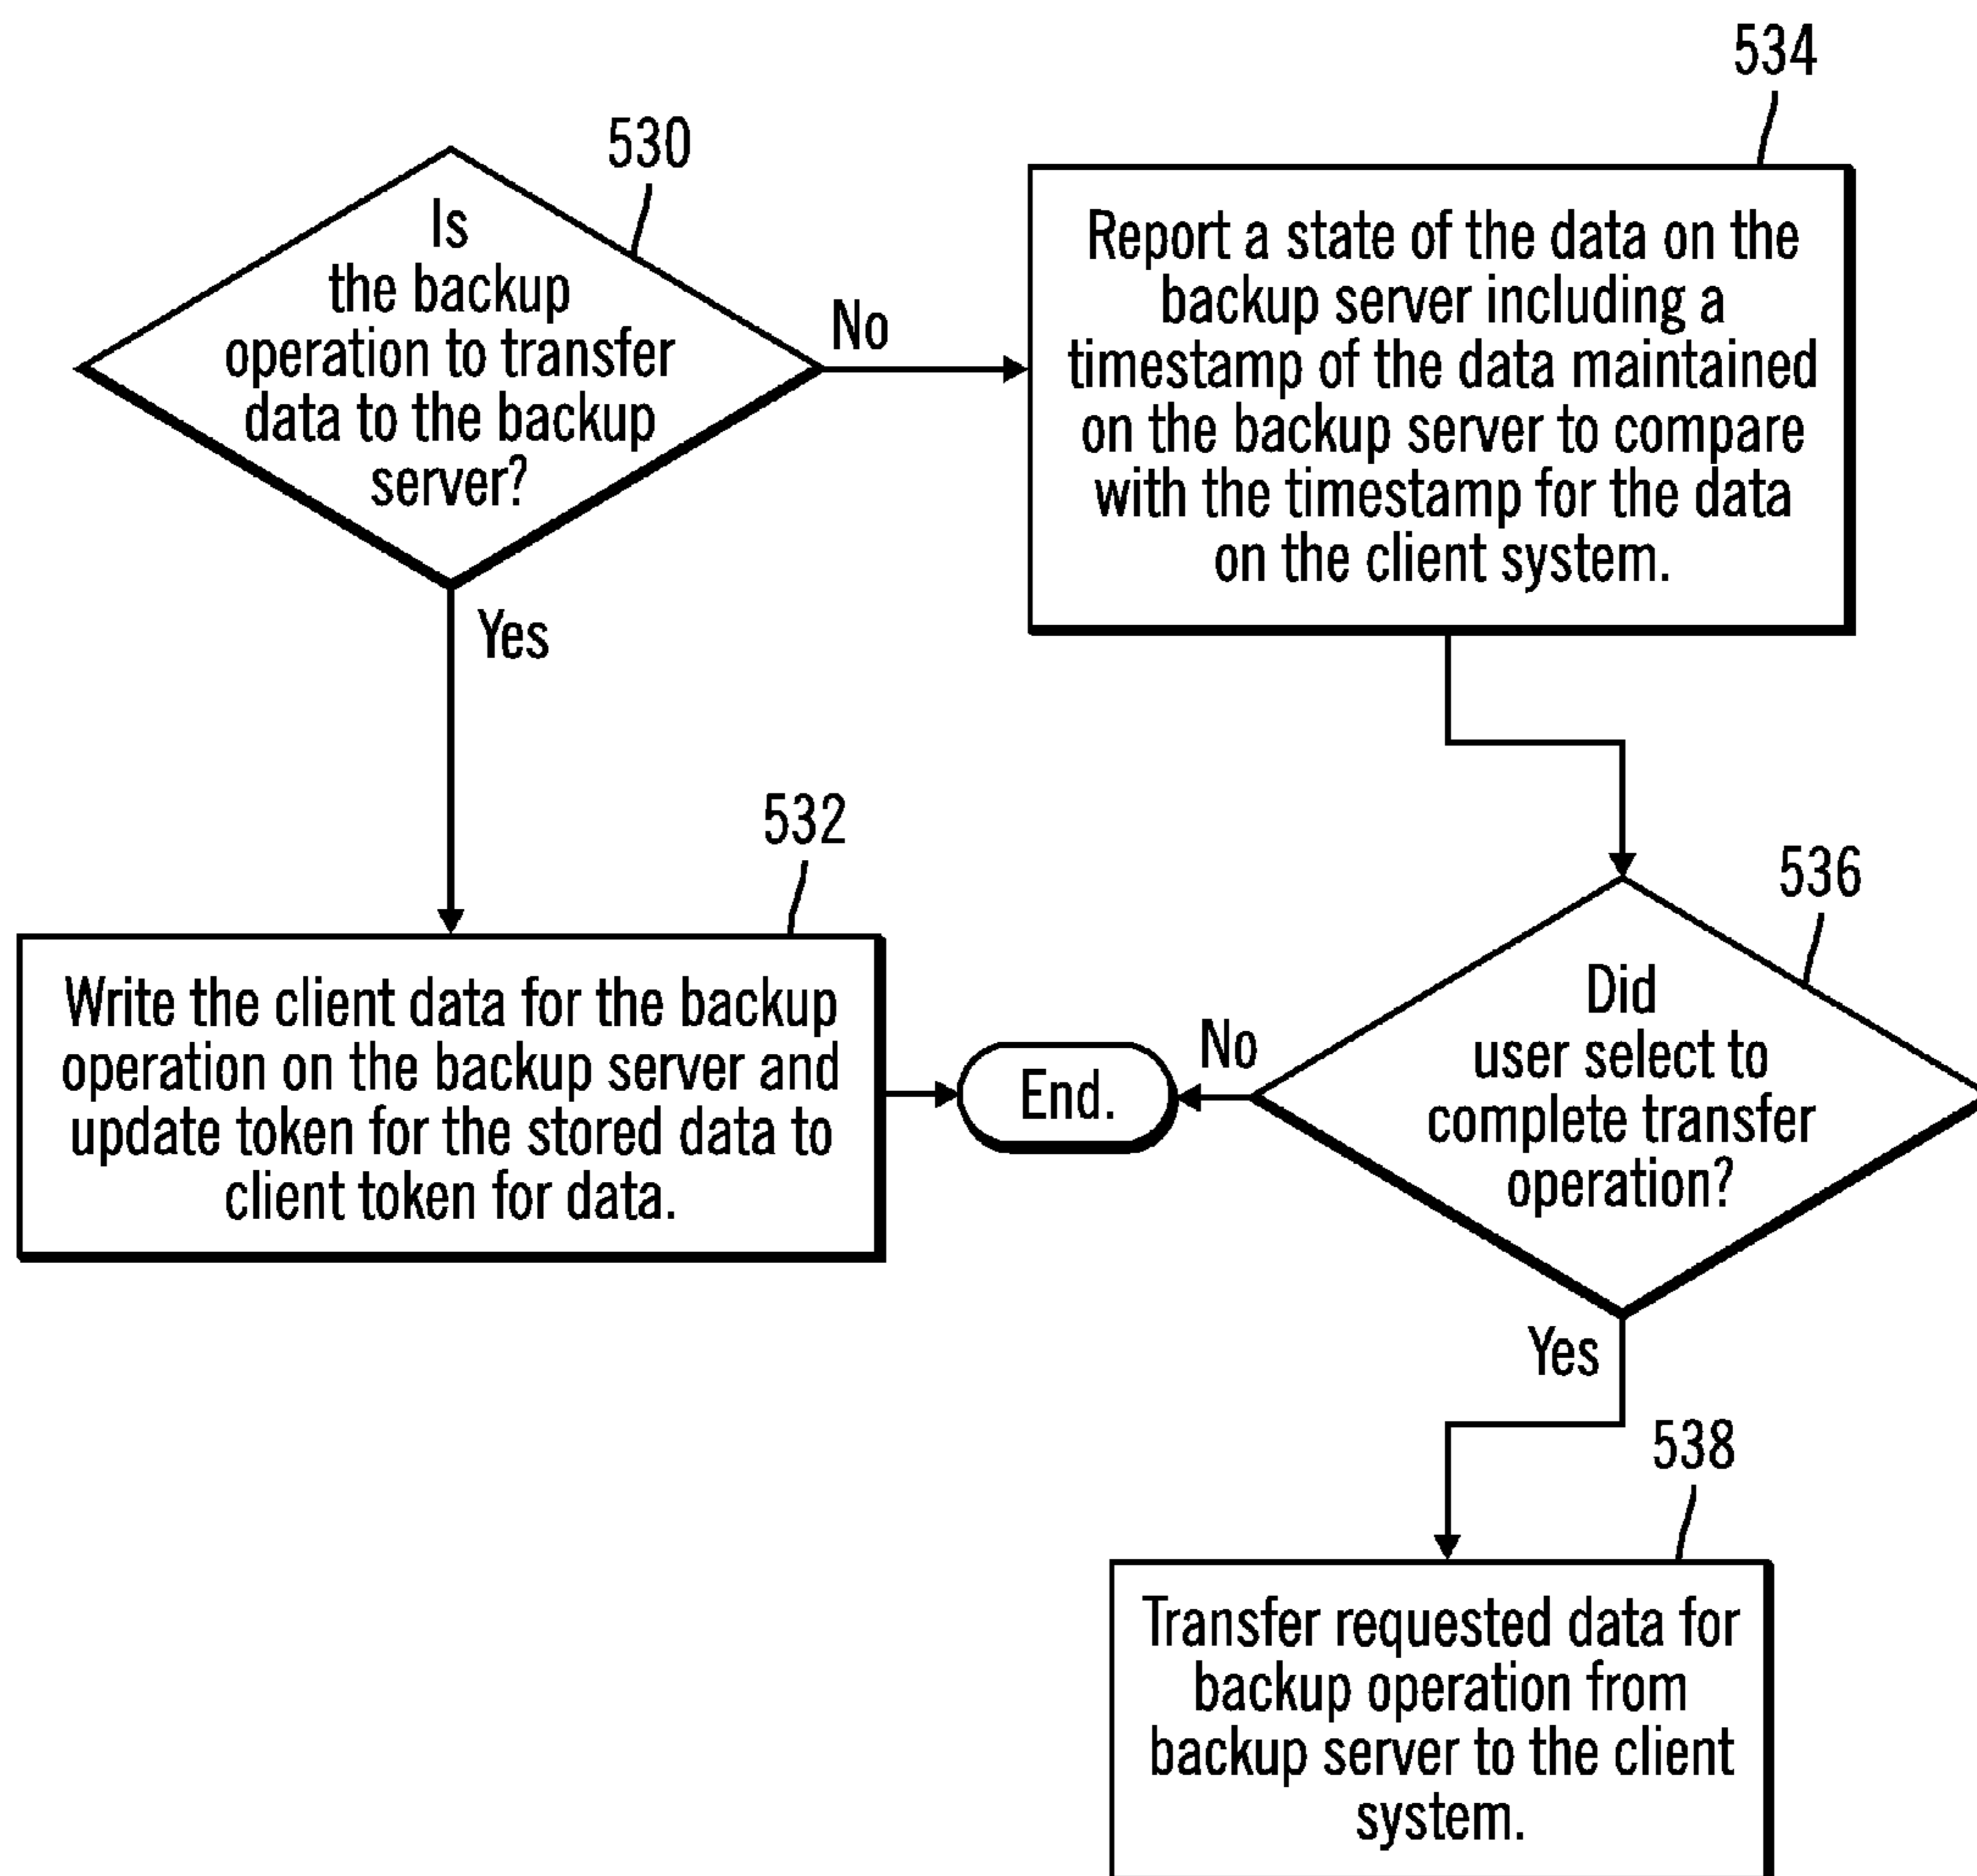 530
Is
the backup
operation to transfer
data to the backup
server?
No
Yes
534
Report a state of the data on the
backup server including a
timestamp of the data maintained
on the backup server to compare
with the timestamp for the data
on the client system.
532
Write the client data for the backup
operation on the backup server and
update token for the stored data to
client token for data.
End.
No
536
Did
user select to
complete transfer
operation?
Yes
538
Transfer requested data for
backup operation from
backup server to the client
system.